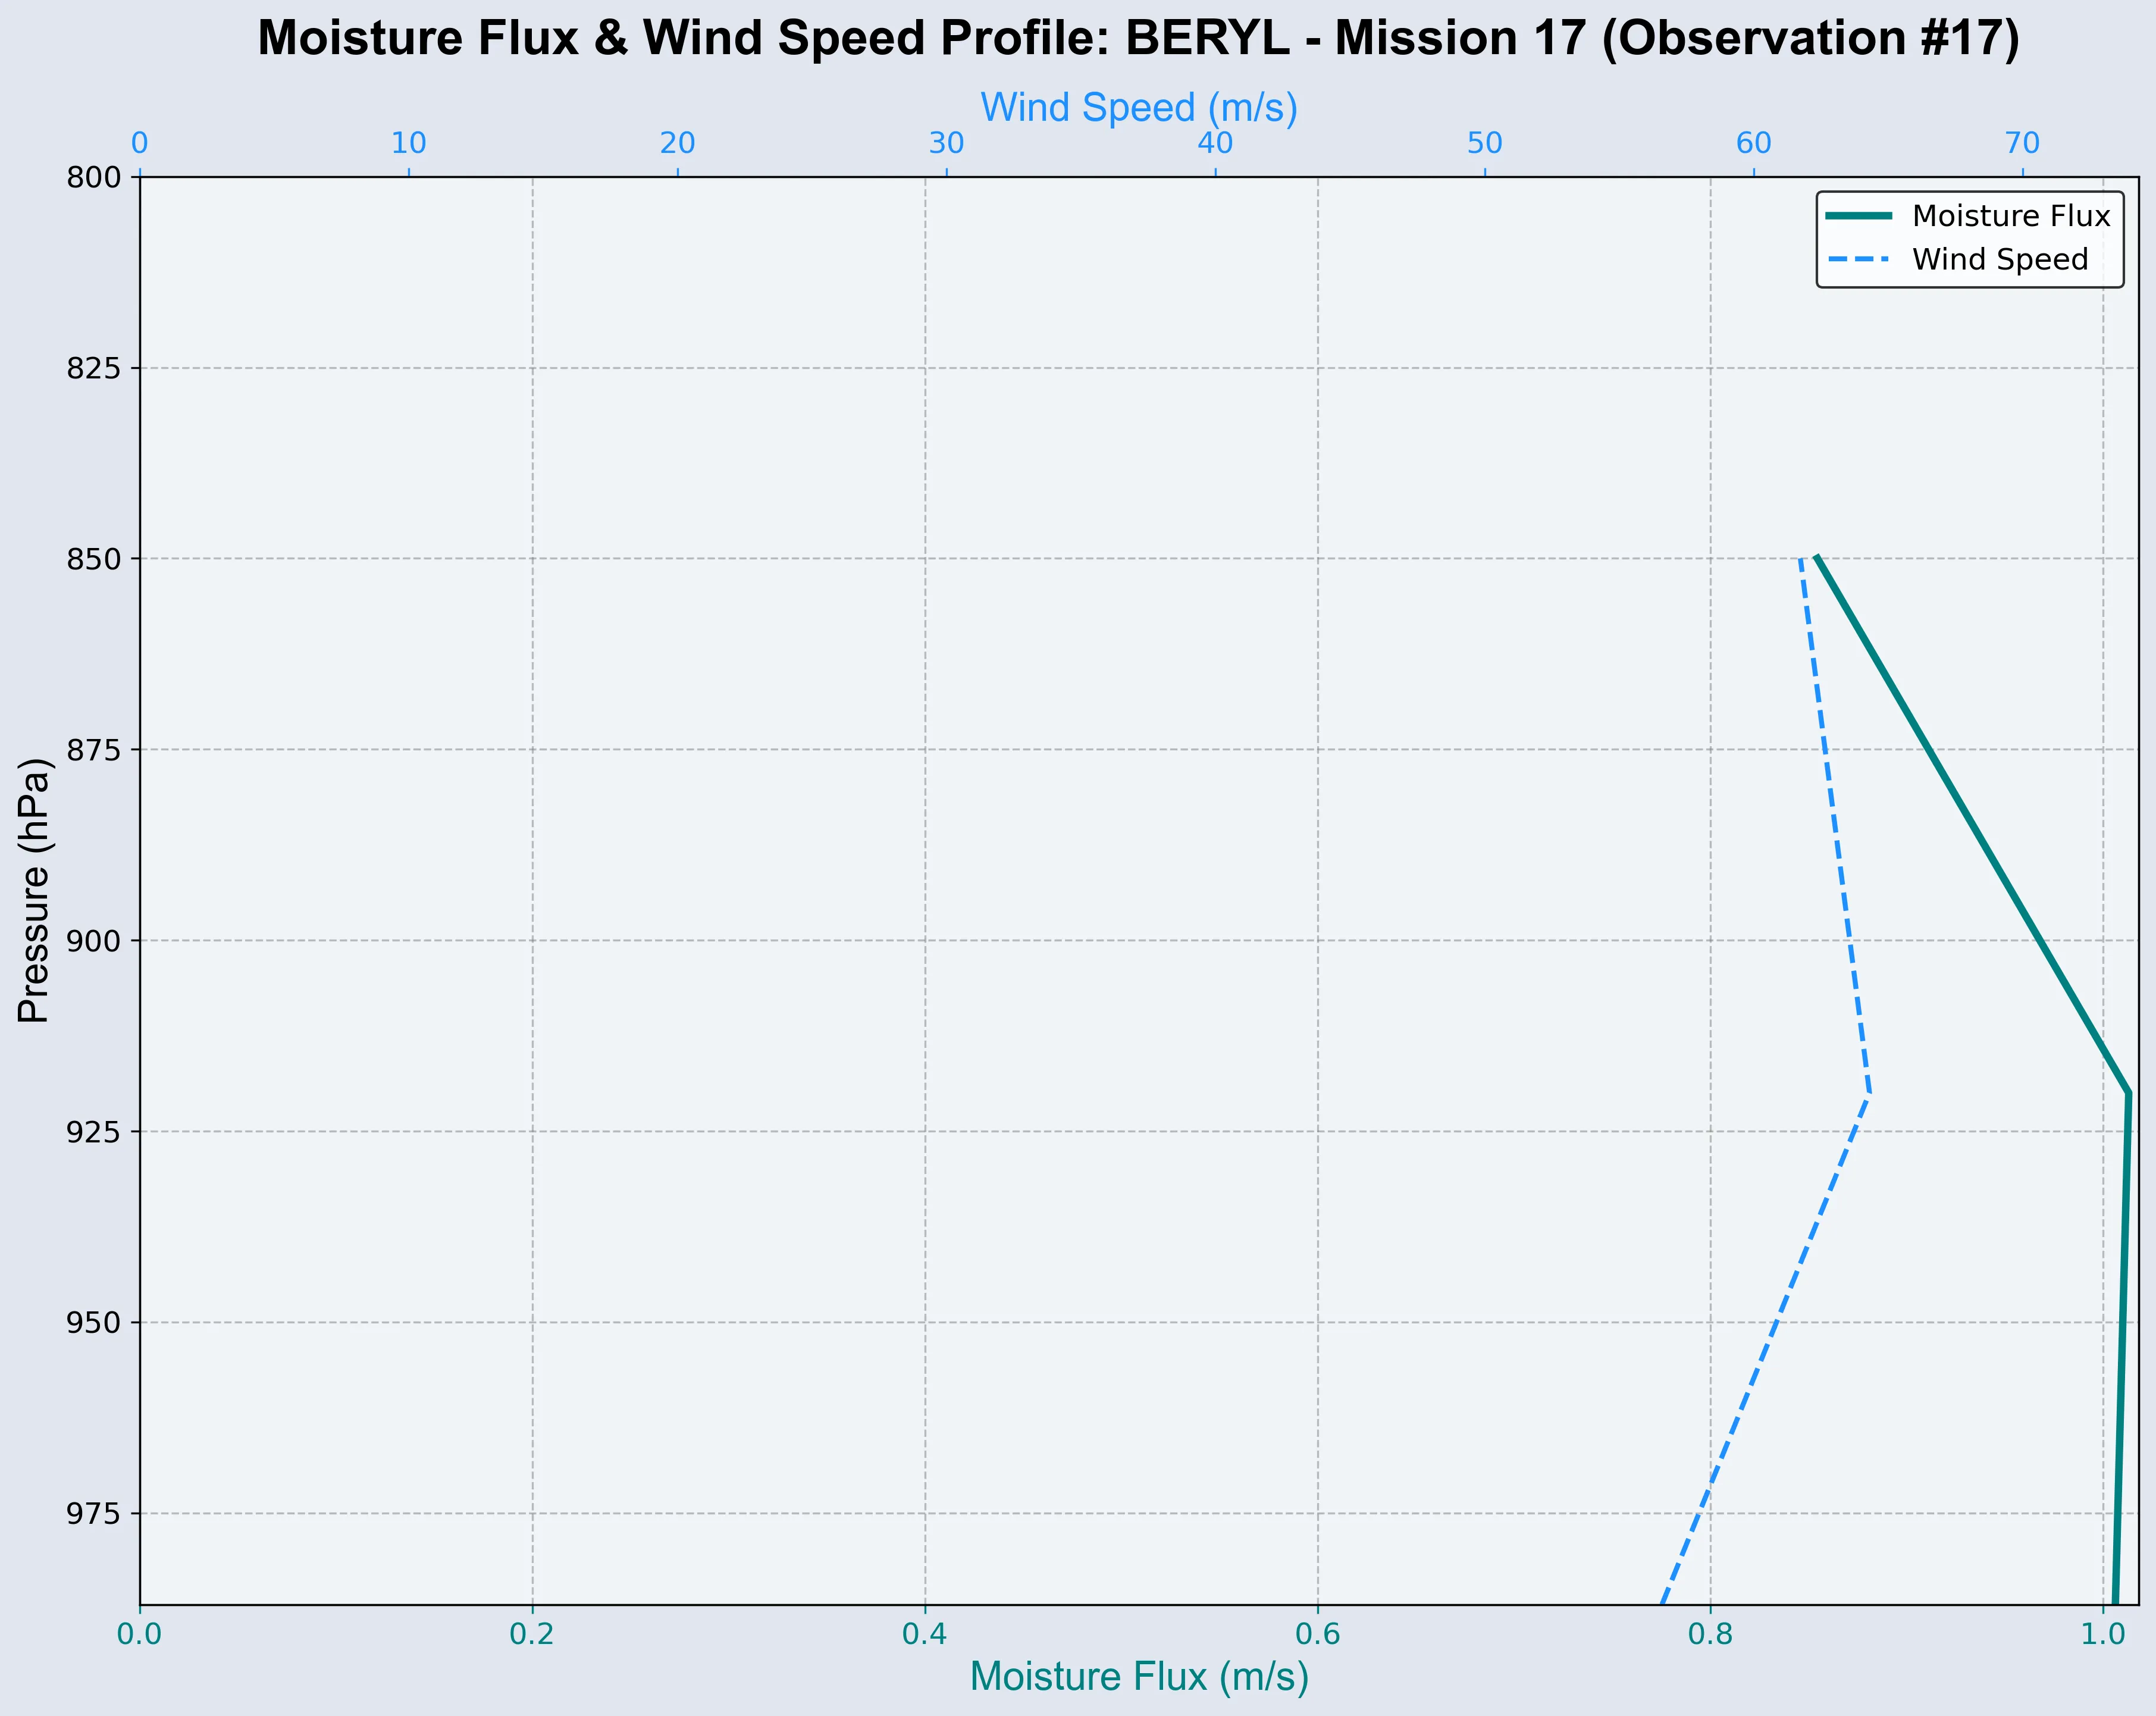 Moisture Flux & Wind Speed Profile: BERYL - Mission 17 (Observation #17)
Wind Speed (m/s)
0 10 20 30 40 50 60 70
Moisture Flux
Wind Speed
800
825
850
875
900
925
950
975
Pressure (hPa)
0.0 0.2 0.4 0.6 0.8 1.0
Moisture Flux (m/s)